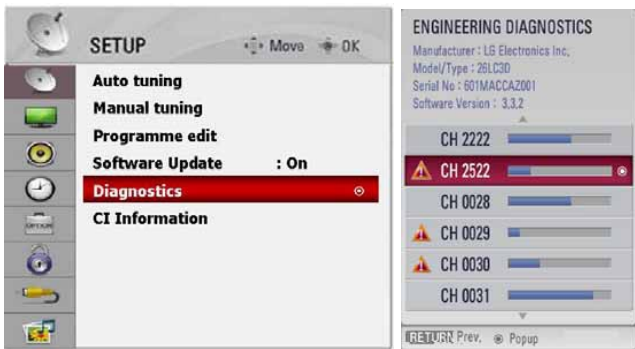 SETUP
Move
OK
Auto tuning
Manual tuning
Programme edit
Software Update : On
Diagnostics
CI Information
OPTION
ENGINEERING DIAGNOSTICS
Manufacturer : LG Electronics Inc,
Model/Type : 26LC3D
Serial No : 601MACCAZ001
Software Version : 3,3,2
CH 2222
CH 2522
CH 0028
CH 0029
CH 0030
CH 0031
RETURN Prev, Popup